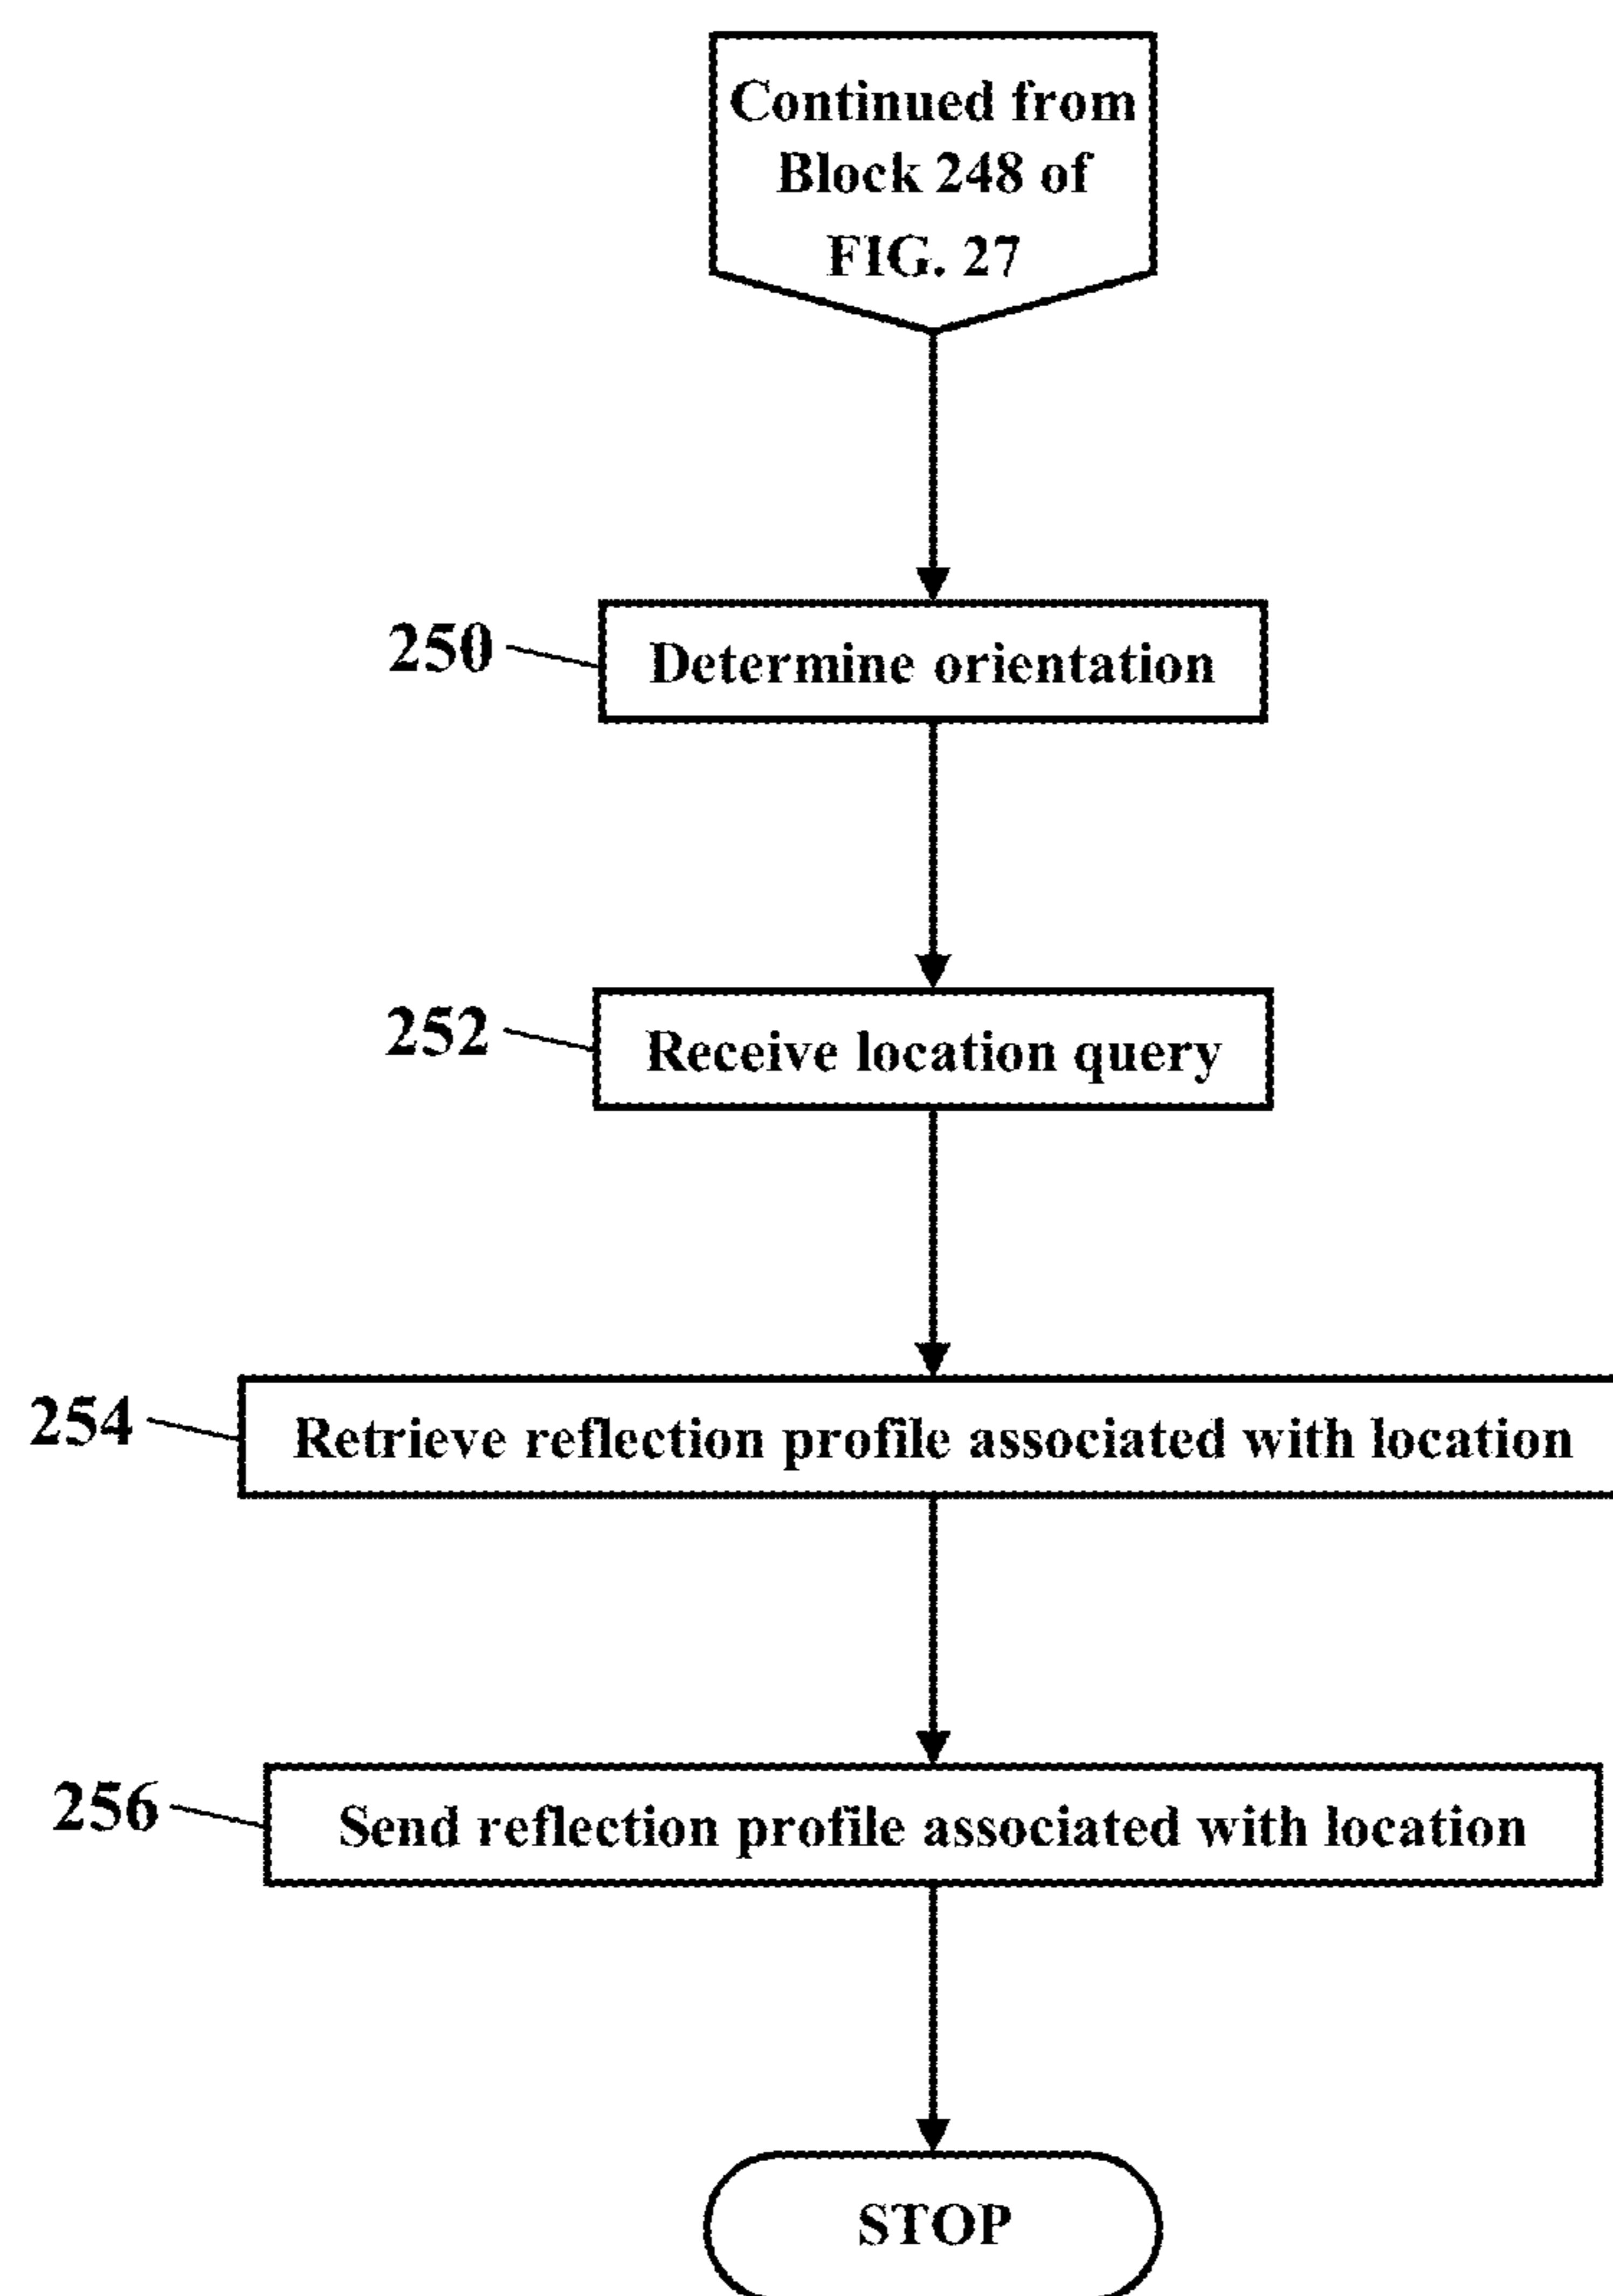 Continued from
Block 248 of
FIG. 27
250
Determine orientation
252
Receive location query
254
Retrieve reflection profile associated with location
256
Send reflection profile associated with location
STOP